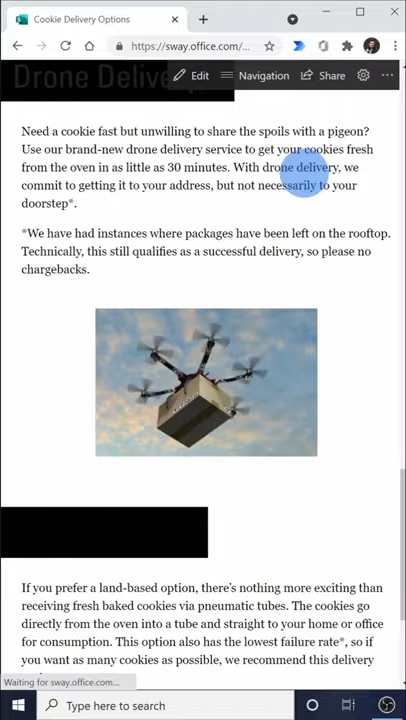 Cookie Delivery Options
https://sway.office.com/...
Drone Delivery
Edit
Navigation
Share
Need a cookie fast but unwilling to share the spoils with a pigeon?
Use our brand-new drone delivery service to get your cookies fresh
from the oven in as little as 30 minutes. With drone delivery, we
commit to getting it to your address, but not necessarily to your
doorstep*.
*We have had instances where packages have been left on the rooftop.
Technically, this still qualifies as a successful delivery, so please no
chargebacks.
If you prefer a land-based option, there's nothing more exciting than
receiving fresh baked cookies via pneumatic tubes. The cookies go
directly from the oven into a tube and straight to your home or office
for consumption. This option also has the lowest failure rate*, so if
you want as many cookies as possible, we recommend this delivery
Waiting for sway.office.com...
Type here to search